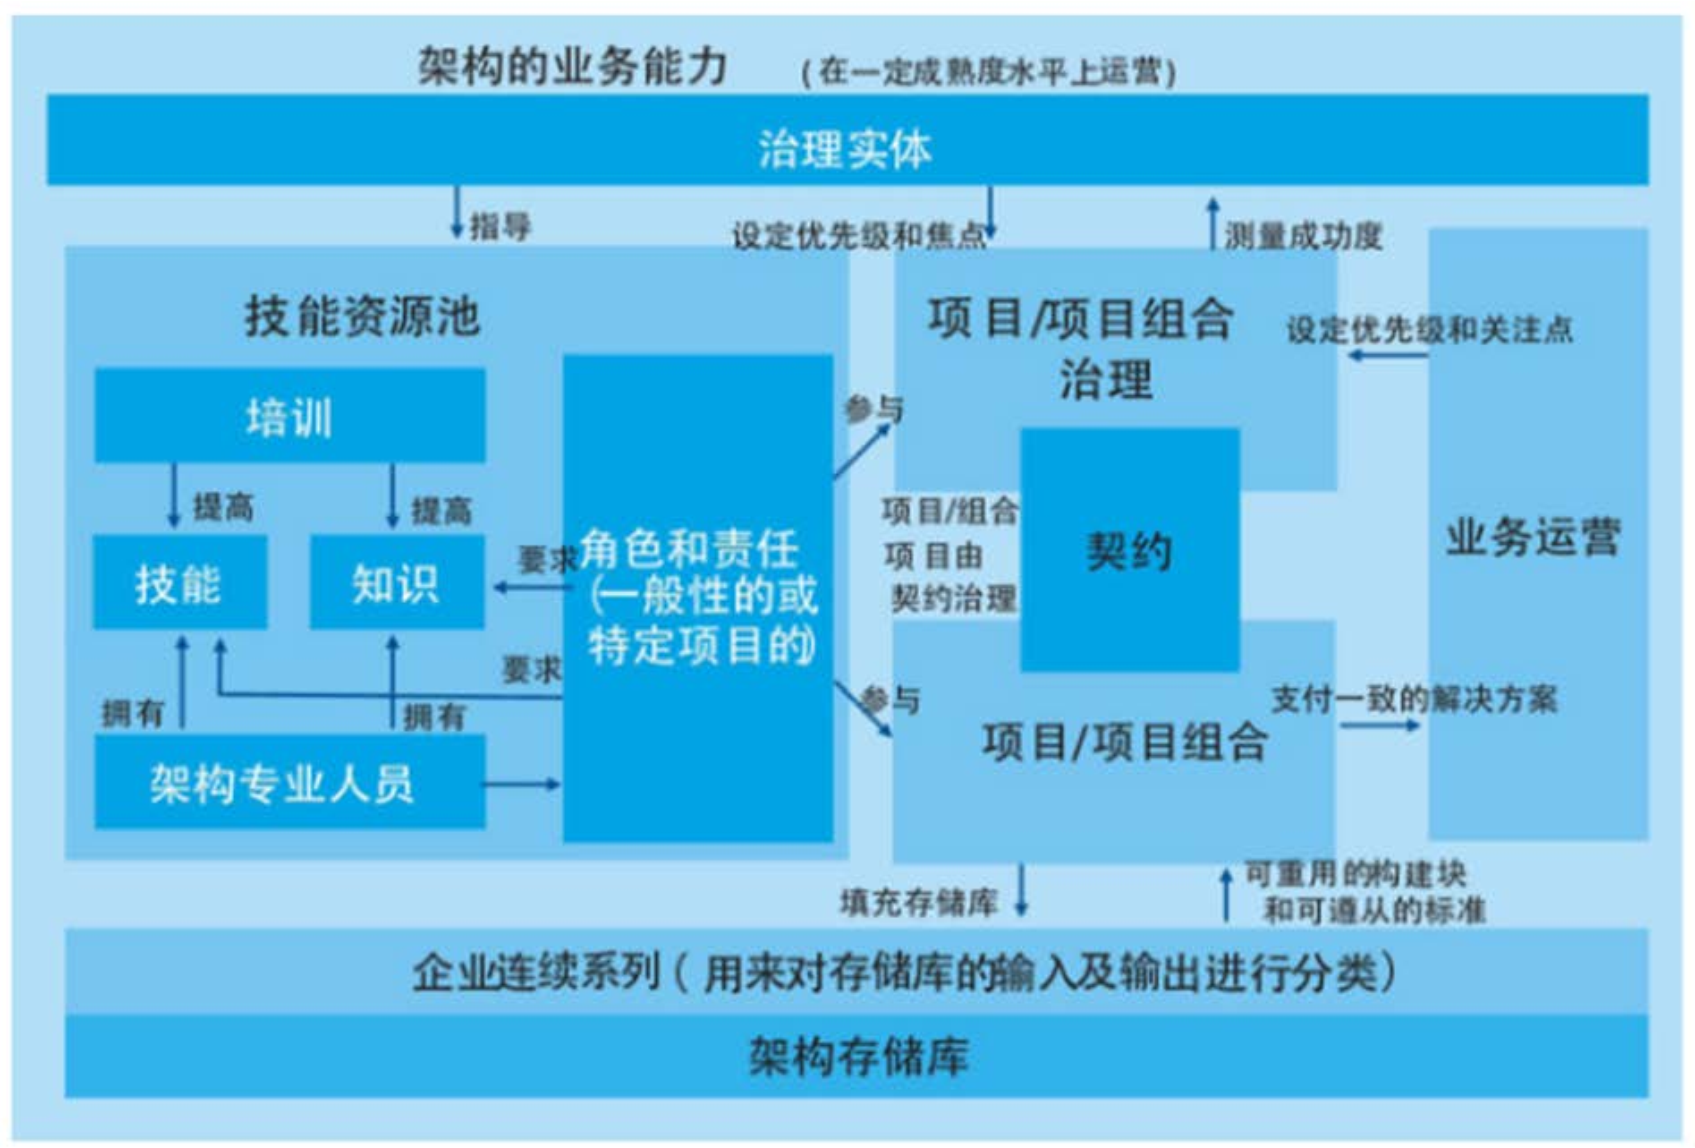 架构的业务能力 (在一定成熟度水平上运营)
治理实体
指导
设定优先级和焦点
测量成功度
技能资源池
项目/项目组合
治理
设定优先级和关注点
培训
参与
提高
提高
项目/组合
项目由
契约治理
契约
业务运营
技能
知识
要求
角色和责任
(一般性的或
特定项目的)
要求
拥有
拥有
参与
支付一致的解决方案
架构专业人员
项目/项目组合
填充存储库
可重用的构建块
和可遵从的标准
企业连续系列(用来对存储库的输入及输出进行分类)
架构存储库